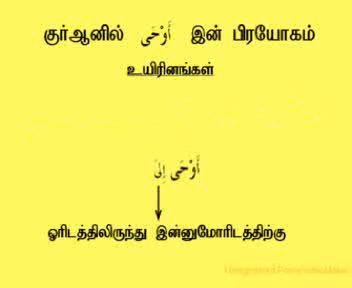 குர்ஆனில் أَوْحَى இன் பிரயோகம்
உயிரினங்கள்
أَوْحَى إِلَى
ஓரிடத்திலிருந்து இன்னுமோரிடத்திற்கு